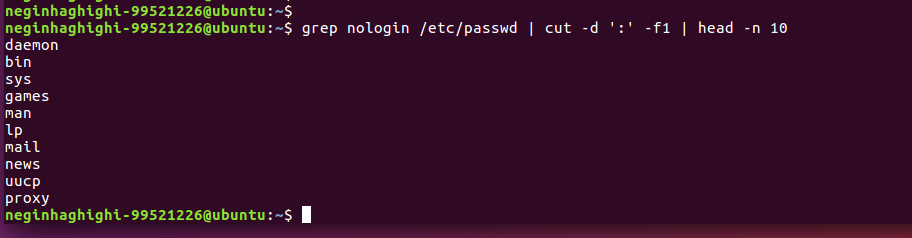 neginhaghighi-99521226@ubuntu:~$
neginhaghighi-99521226@ubuntu:~$ grep nologin /etc/passwd | cut -d ':' -f1 | head -n 10
daemon
bin
sys
games
man
lp
mail
news
uucp
proxy
neginhaghighi-99521226@ubuntu:~$